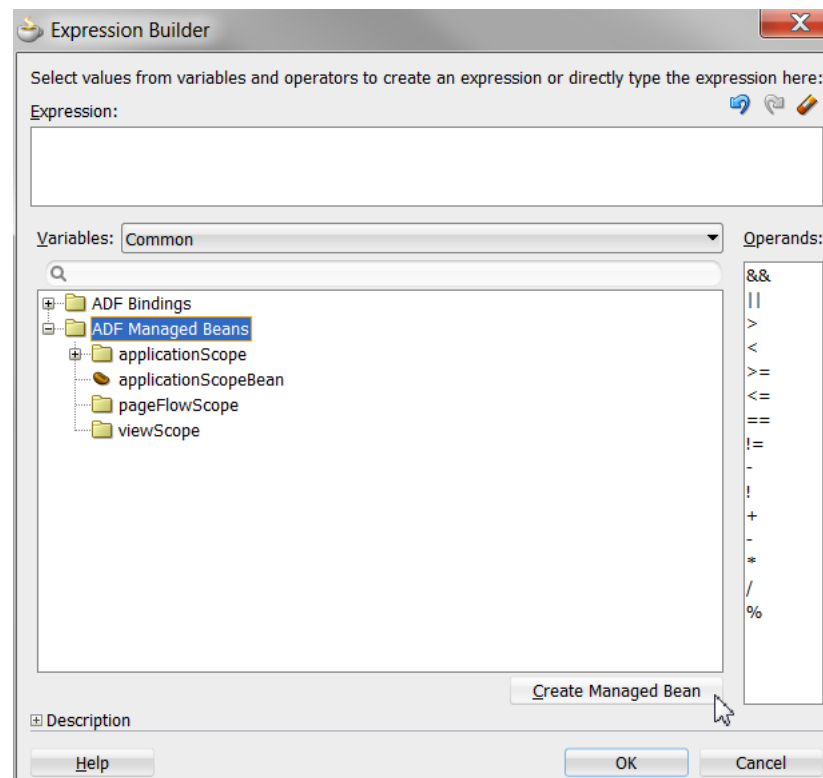 Expression Builder
Select values from variables and operators to create an expression or directly type the expression here:
Expression:
Variables: Common
Operands:
ADF Bindings
ADF Managed Beans
applicationScope
applicationScopeBean
pageFlowScope
viewScope
&&
||
>
<
>=
<=
==
!=
-
!
+
-
*
/
%
Create Managed Bean
Description
Help
OK
Cancel